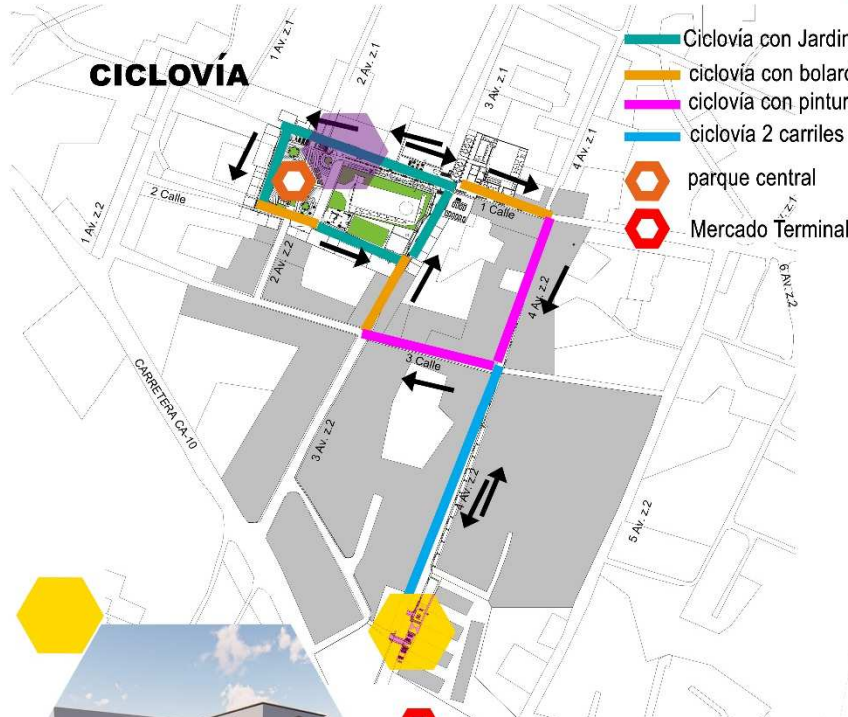 CICLOVÍA
Ciclovía con Jardin
ciclovía con bolard
ciclovía con pintur
ciclovía 2 carriles
parque central
Mercado Terminal
1 Av. z.1
2 Av. z.1
3 Av. z.1
4 Av. z.1
2 Calle
1 Calle
1 Av. z.2
2 Av. z.2
4 Av. z.2
6 Av. z.2
3 Calle
CARRETERA CA-10
3 Av. z.2
4 Av. z.2
5 Av. z.2